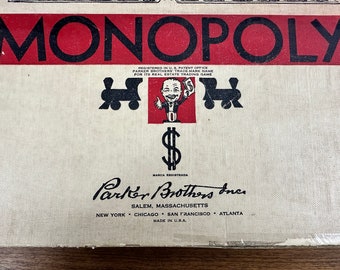 MONOPOLY
REGISTERED IN U.S. PATENT OFFICE
PARKER BROTHERS TRADE-MARK NAME
FOR ITS REAL ESTATE TRADING GAME
$
MARCA REGISTRADA
Parker Brothers Inc.
SALEM, MASSACHUSETTS
NEW YORK • CHICAGO • SAN FRANCISCO • ATLANTA
MADE IN U.S.A.